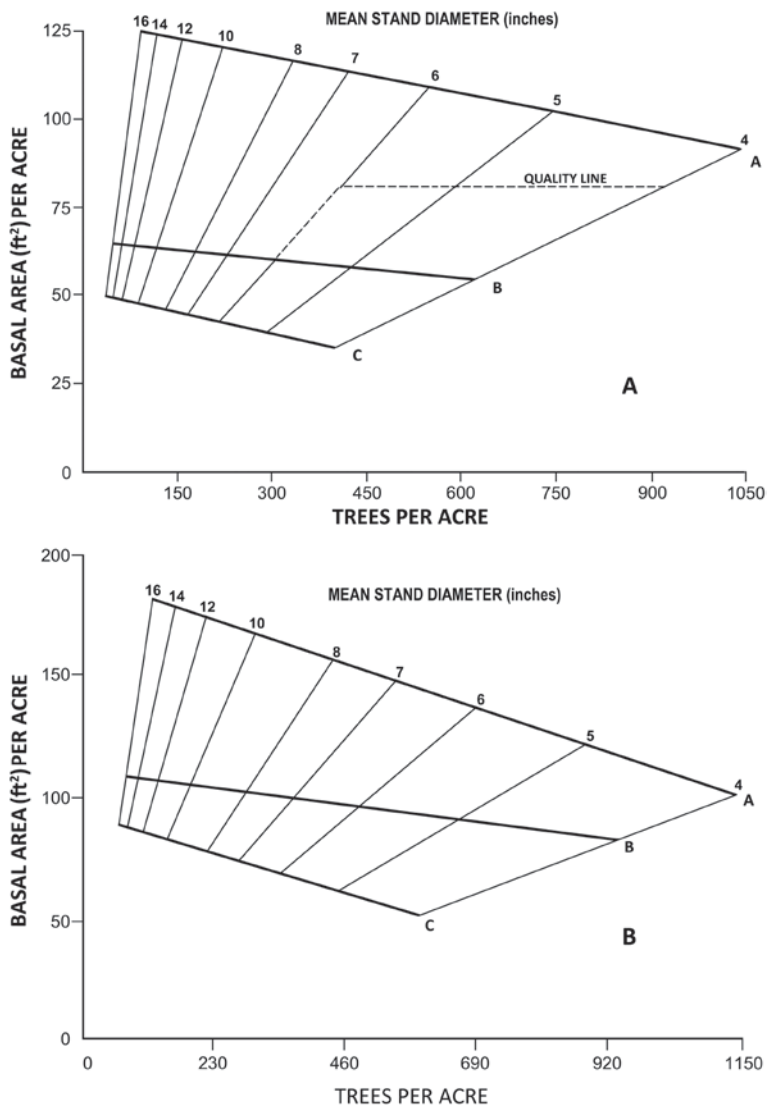 MEAN STAND DIAMETER (inches)
16 14 12 10 8 7 6 5 4
125
100
75
50
25
0
BASAL AREA (ft²) PER ACRE
QUALITY LINE
A
B
C
A
150 300 450 600 750 900 1050
TREES PER ACRE
200
150
100
50
0
BASAL AREA (ft²) PER ACRE
MEAN STAND DIAMETER (inches)
16 14 12 10 8 7 6 5 4
A
B
C
B
0 230 460 690 920 1150
TREES PER ACRE